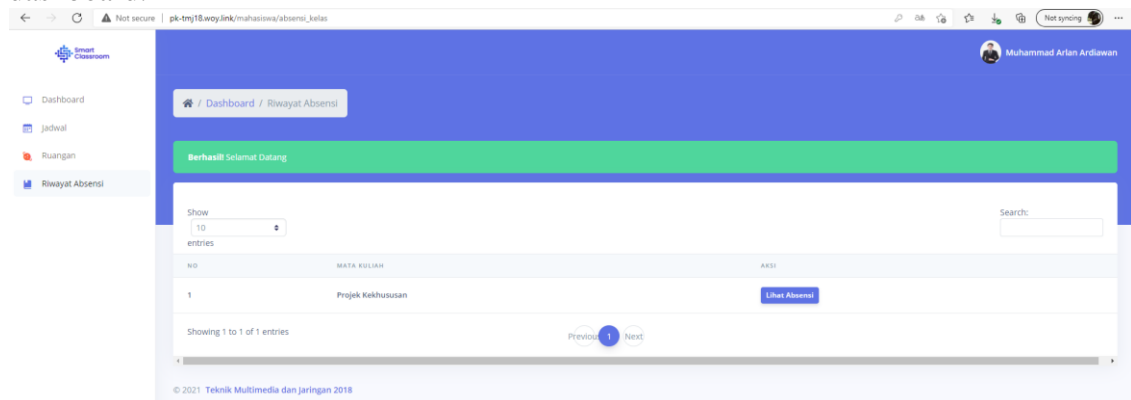 Not secure | pk-tmj18.woy.link/mahasiswa/absensi_kelas
Not syncing
Smart
Classroom
Muhammad Arlan Ardiawan
Dashboard
/ Dashboard / Riwayat Absensi
Jadwal
Ruangan
Berhasil! Selamat Datang
Riwayat Absensi
Show
Search:
10
entries
NO MATA KULIAH AKSI
1 Projek Kekhususan Lihat Absensi
Showing 1 to 1 of 1 entries
Previous 1 Next
© 2021 Teknik Multimedia dan Jaringan 2018